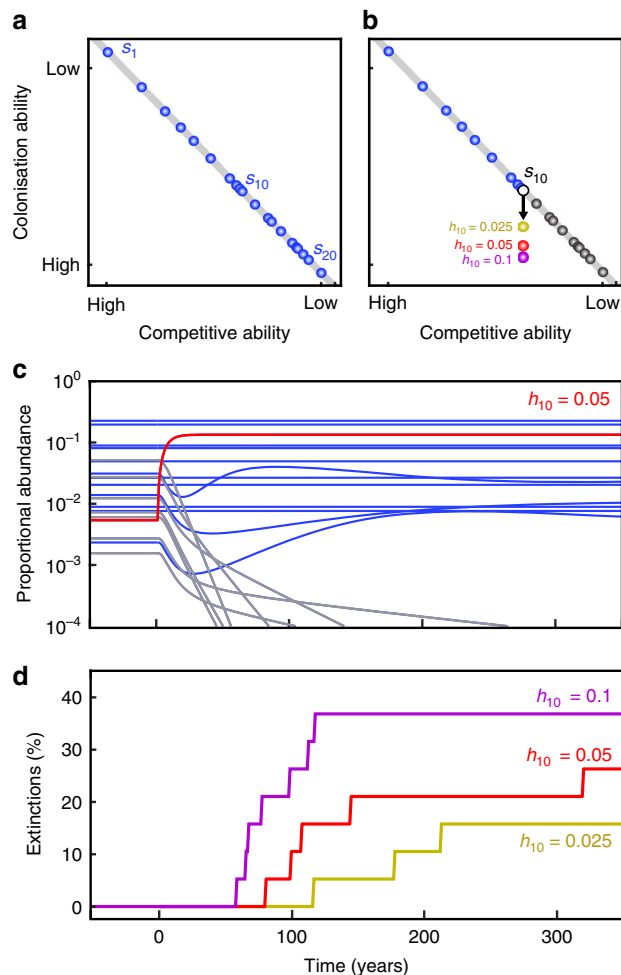 a
b
Colonisation ability
Low
High
s1
s10
s20
High
Low
Competitive ability
s10
h10 = 0.025
h10 = 0.05
h10 = 0.1
High
Low
Competitive ability
c
Proportional abundance
10^0
10^−1
10^−2
10^−3
10^−4
h10 = 0.05
d
Extinctions (%)
40
30
20
10
0
h10 = 0.1
h10 = 0.05
h10 = 0.025
0
100
200
300
Time (years)